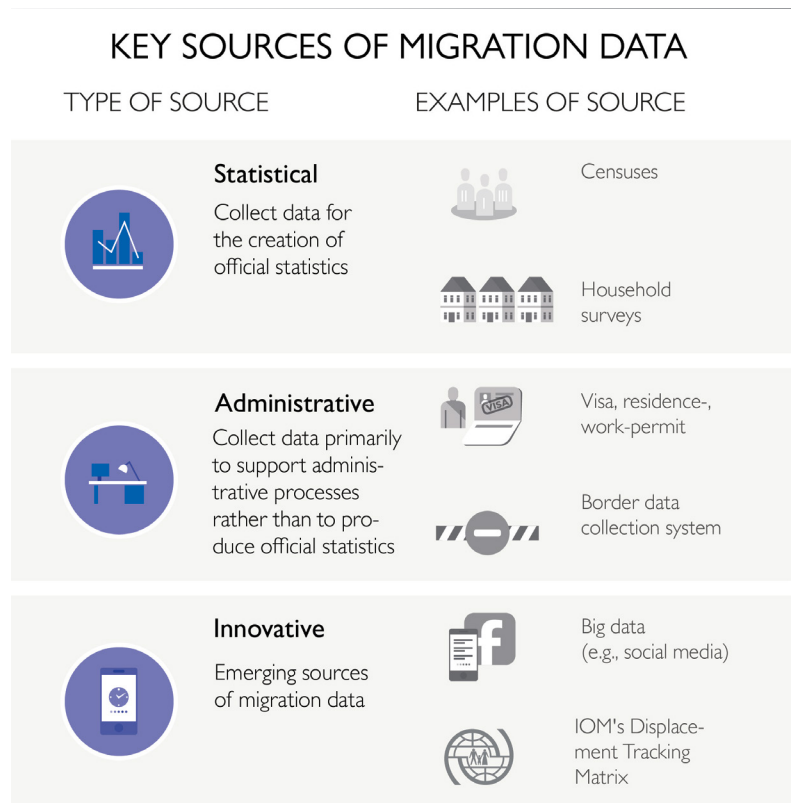 KEY SOURCES OF MIGRATION DATA
TYPE OF SOURCE
EXAMPLES OF SOURCE
Statistical
Collect data for
the creation of
official statistics
Censuses
Household
surveys
Administrative
Collect data primarily
to support adminis-
trative processes
rather than to pro-
duce official statistics
VISA
Visa, residence-,
work-permit
Border data
collection system
Innovative
Emerging sources
of migration data
f
Big data
(e.g., social media)
IOM's Displace-
ment Tracking
Matrix